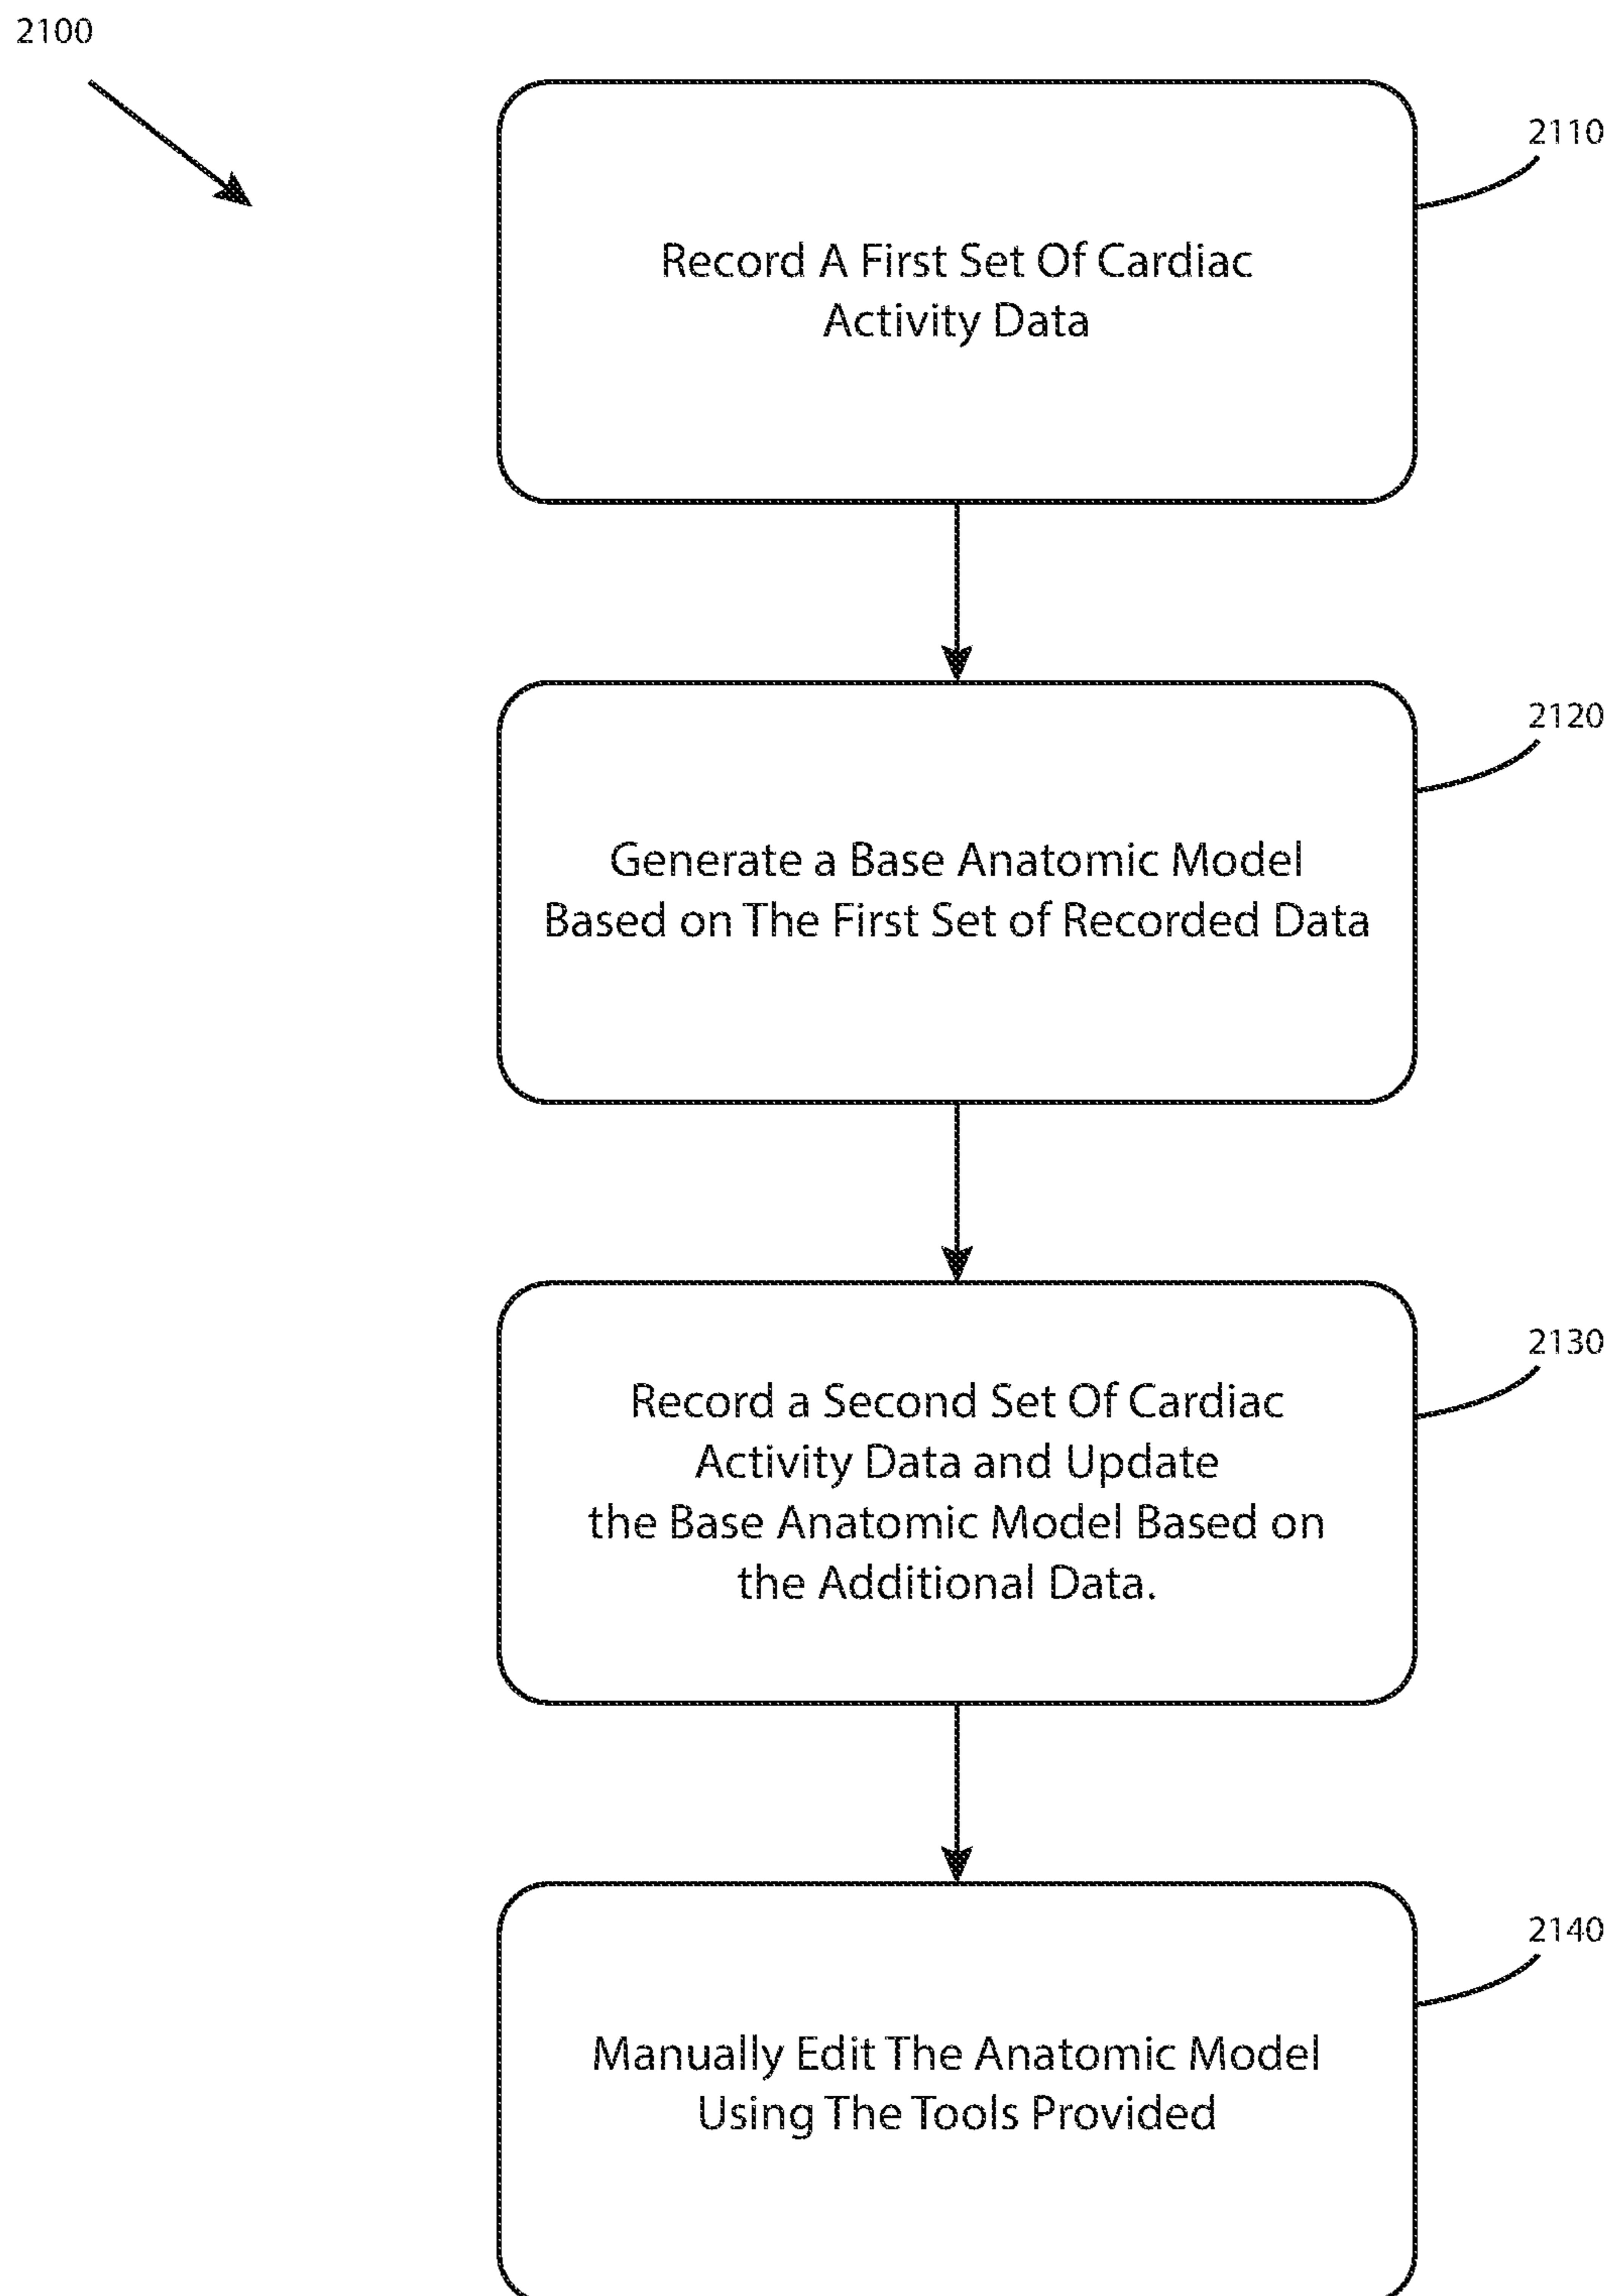 2100
2110
Record A First Set Of Cardiac
Activity Data
2120
Generate a Base Anatomic Model
Based on The First Set of Recorded Data
2130
Record a Second Set Of Cardiac
Activity Data and Update
the Base Anatomic Model Based on
the Additional Data.
2140
Manually Edit The Anatomic Model
Using The Tools Provided